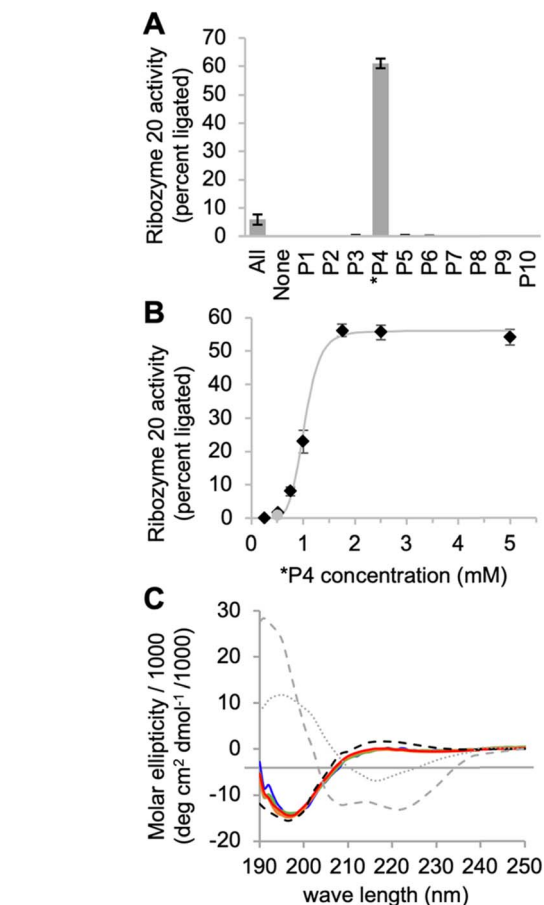 A
Ribozyme 20 activity
(percent ligated)
70
60
50
40
30
20
10
0
All
None
P1
P2
P3
*P4
P5
P6
P7
P8
P9
P10
B
Ribozyme 20 activity
(percent ligated)
60
50
40
30
20
10
0
0 1 2 3 4 5
*P4 concentration (mM)
C
Molar ellipticity / 1000
(deg cm² dmol⁻¹ /1000)
30
20
10
0
-10
-20
190 200 210 220 230 240 250
wave length (nm)